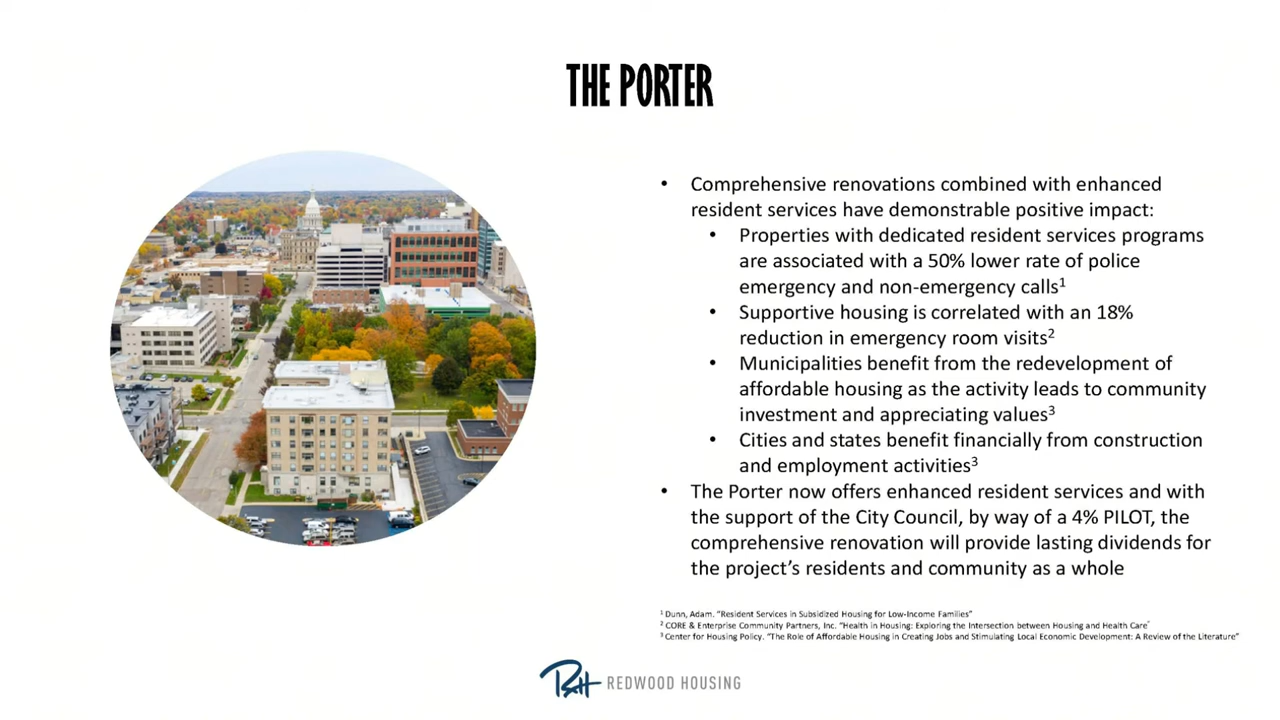 THE PORTER
• Comprehensive renovations combined with enhanced
resident services have demonstrable positive impact:
• Properties with dedicated resident services programs
are associated with a 50% lower rate of police
emergency and non-emergency calls¹
• Supportive housing is correlated with an 18%
reduction in emergency room visits²
• Municipalities benefit from the redevelopment of
affordable housing as the activity leads to community
investment and appreciating values³
• Cities and states benefit financially from construction
and employment activities³
• The Porter now offers enhanced resident services and with
the support of the City Council, by way of a 4% PILOT, the
comprehensive renovation will provide lasting dividends for
the project's residents and community as a whole
¹ Dunn, Adam. "Resident Services in Subsidized Housing for Low-Income Families"
² CORE & Enterprise Community Partners, Inc. "Health in Housing: Exploring the Intersection between Housing and Health Care"
³ Center for Housing Policy. "The Role of Affordable Housing in Creating Jobs and Stimulating Local Economic Development: A Review of the Literature"
RH REDWOOD HOUSING